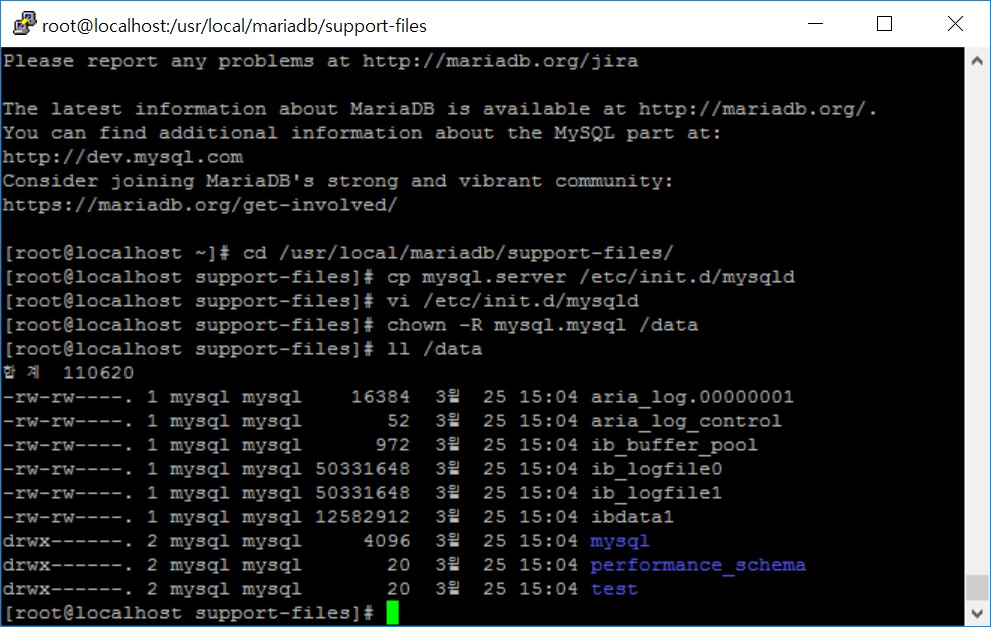 root@localhost:/usr/local/mariadb/support-files
Please report any problems at http://mariadb.org/jira
The latest information about MariaDB is available at http://mariadb.org/.
You can find additional information about the MySQL part at:
http://dev.mysql.com
Consider joining MariaDB's strong and vibrant community:
https://mariadb.org/get-involved/
[root@localhost ~]# cd /usr/local/mariadb/support-files/
[root@localhost support-files]# cp mysql.server /etc/init.d/mysqld
[root@localhost support-files]# vi /etc/init.d/mysqld
[root@localhost support-files]# chown -R mysql.mysql /data
[root@localhost support-files]# ll /data
합계 110620
-rw-rw----. 1 mysql mysql 16384 3월 25 15:04 aria_log.00000001
-rw-rw----. 1 mysql mysql 52 3월 25 15:04 aria_log_control
-rw-rw----. 1 mysql mysql 972 3월 25 15:04 ib_buffer_pool
-rw-rw----. 1 mysql mysql 50331648 3월 25 15:04 ib_logfile0
-rw-rw----. 1 mysql mysql 50331648 3월 25 15:04 ib_logfile1
-rw-rw----. 1 mysql mysql 12582912 3월 25 15:04 ibdata1
drwx------. 2 mysql mysql 4096 3월 25 15:04 mysql
drwx------. 2 mysql mysql 20 3월 25 15:04 performance_schema
drwx------. 2 mysql mysql 20 3월 25 15:04 test
[root@localhost support-files]#